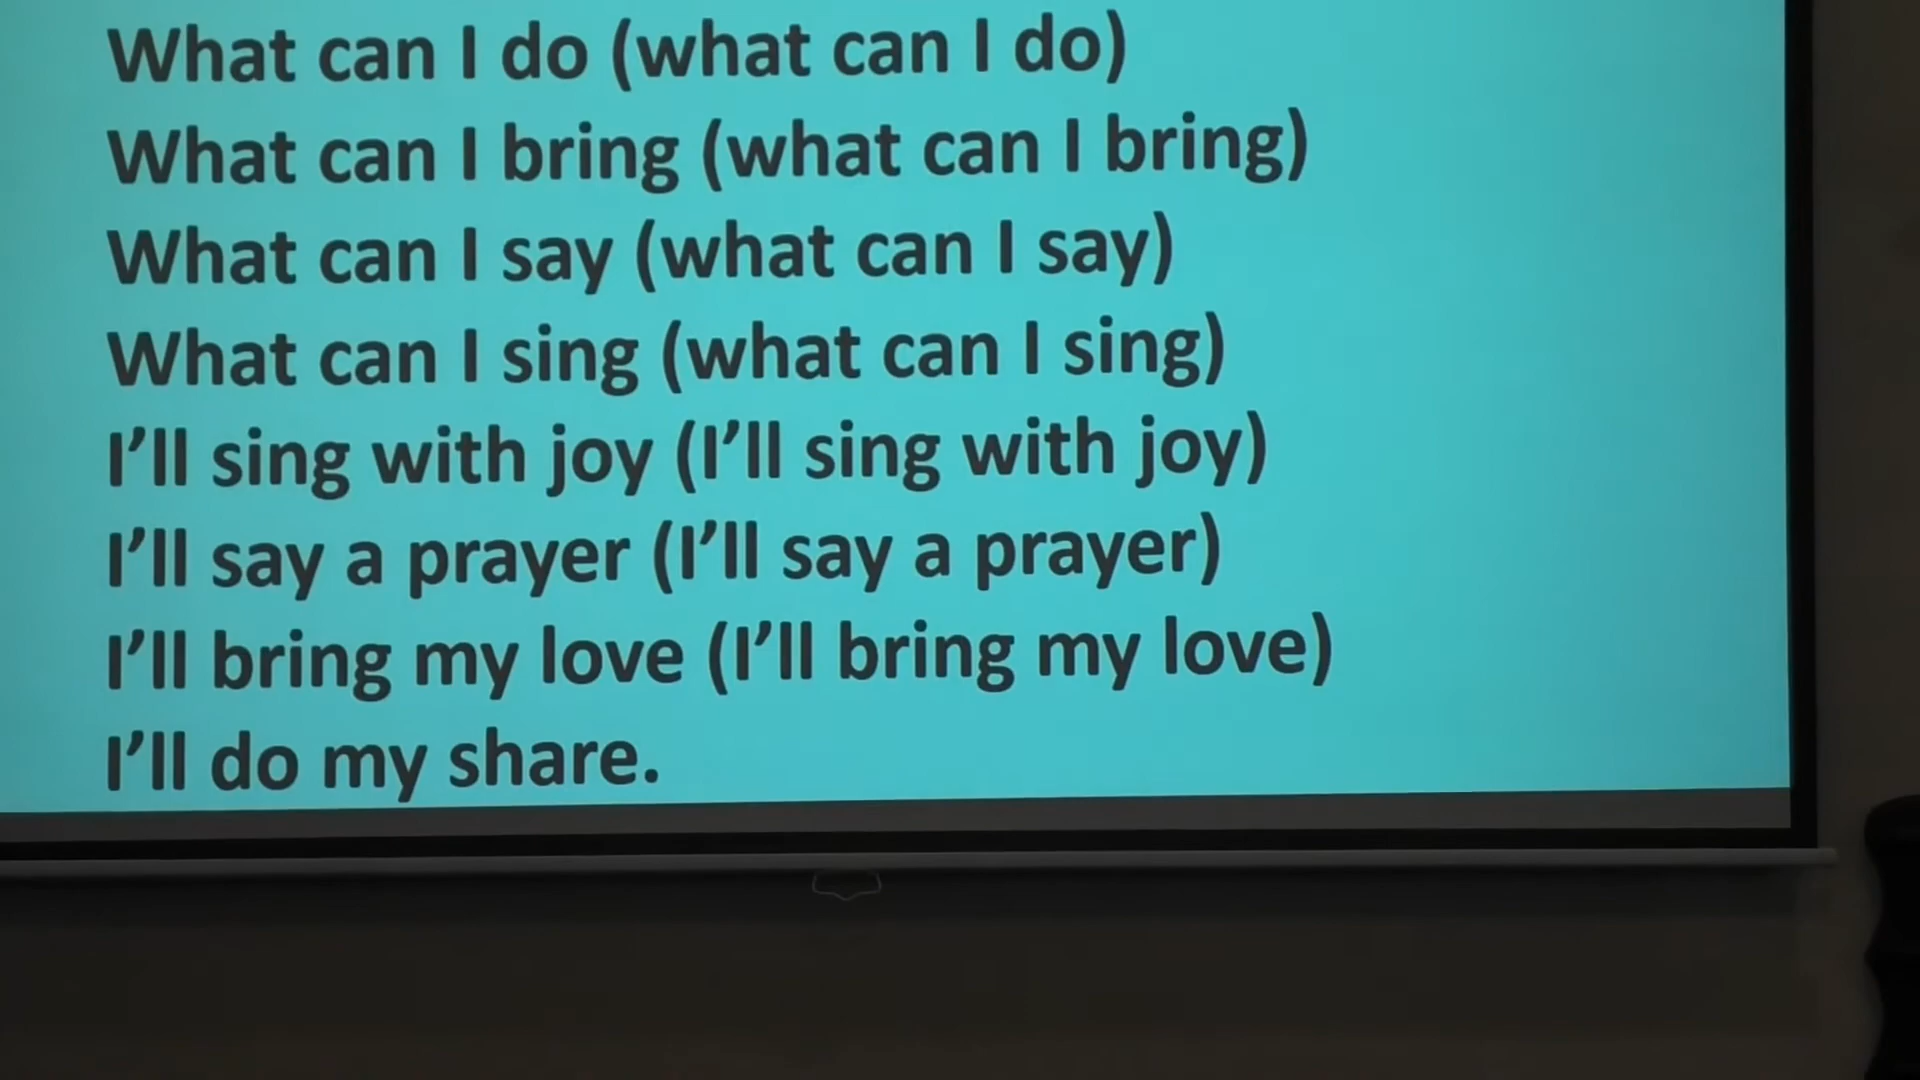 What can I do (what can I do)
What can I bring (what can I bring)
What can I say (what can I say)
What can I sing (what can I sing)
I’ll sing with joy (I’ll sing with joy)
I’ll say a prayer (I’ll say a prayer)
I’ll bring my love (I’ll bring my love)
I’ll do my share.